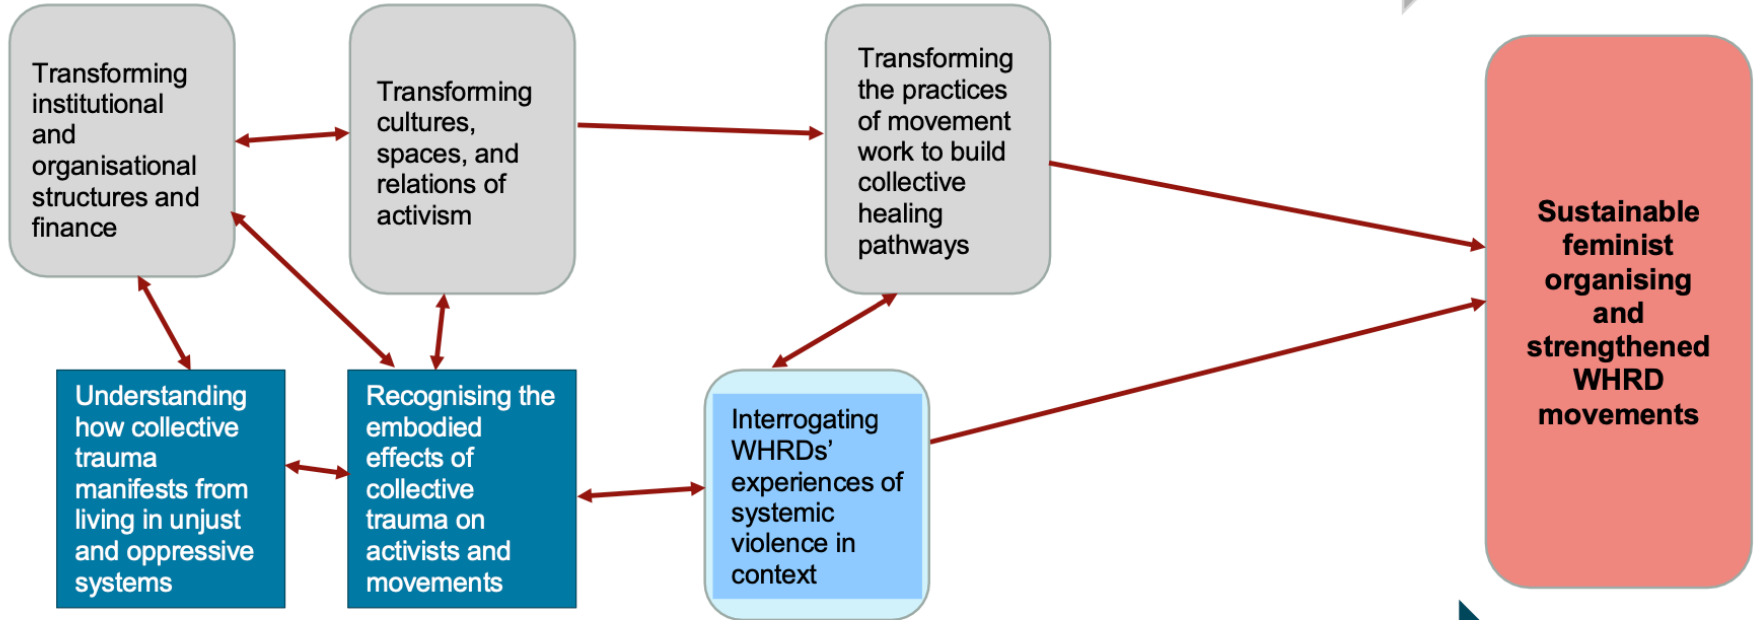 Transforming
institutional
and
organisational
structures and
finance
Transforming
cultures,
spaces, and
relations of
activism
Transforming
the practices
of movement
work to build
collective
healing
pathways
Sustainable
feminist
organising
and
strengthened
WHRD
movements
Understanding
how collective
trauma
manifests from
living in unjust
and oppressive
systems
Recognising the
embodied
effects of
collective
trauma on
activists and
movements
Interrogating
WHRDs’
experiences of
systemic
violence in
context